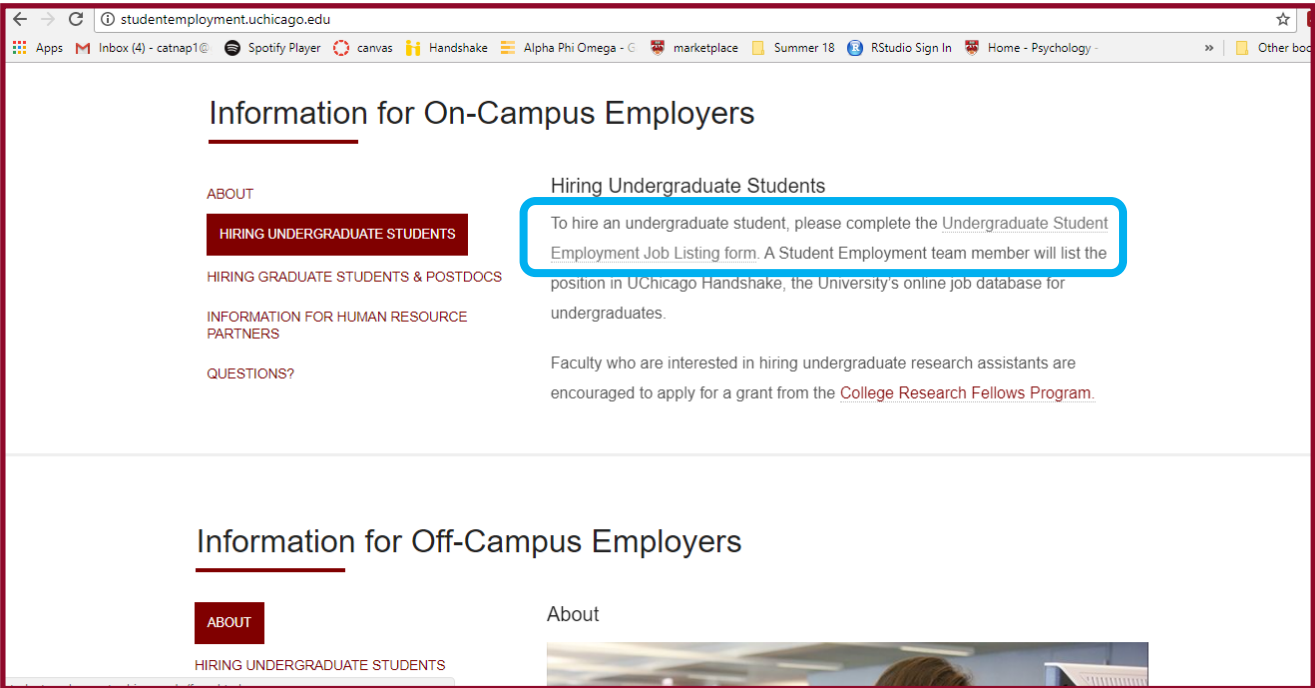 studentemployment.uchicago.edu
Apps Inbox (4) - catnap1@ Spotify Player canvas Handshake Alpha Phi Omega - G marketplace Summer 18 RStudio Sign In Home - Psychology - » Other boo
Information for On-Campus Employers
ABOUT
HIRING UNDERGRADUATE STUDENTS
HIRING GRADUATE STUDENTS & POSTDOCS
INFORMATION FOR HUMAN RESOURCE
PARTNERS
QUESTIONS?
Hiring Undergraduate Students
To hire an undergraduate student, please complete the Undergraduate Student
Employment Job Listing form. A Student Employment team member will list the
position in UChicago Handshake, the University's online job database for
undergraduates.
Faculty who are interested in hiring undergraduate research assistants are
encouraged to apply for a grant from the College Research Fellows Program.
Information for Off-Campus Employers
ABOUT
HIRING UNDERGRADUATE STUDENTS
About